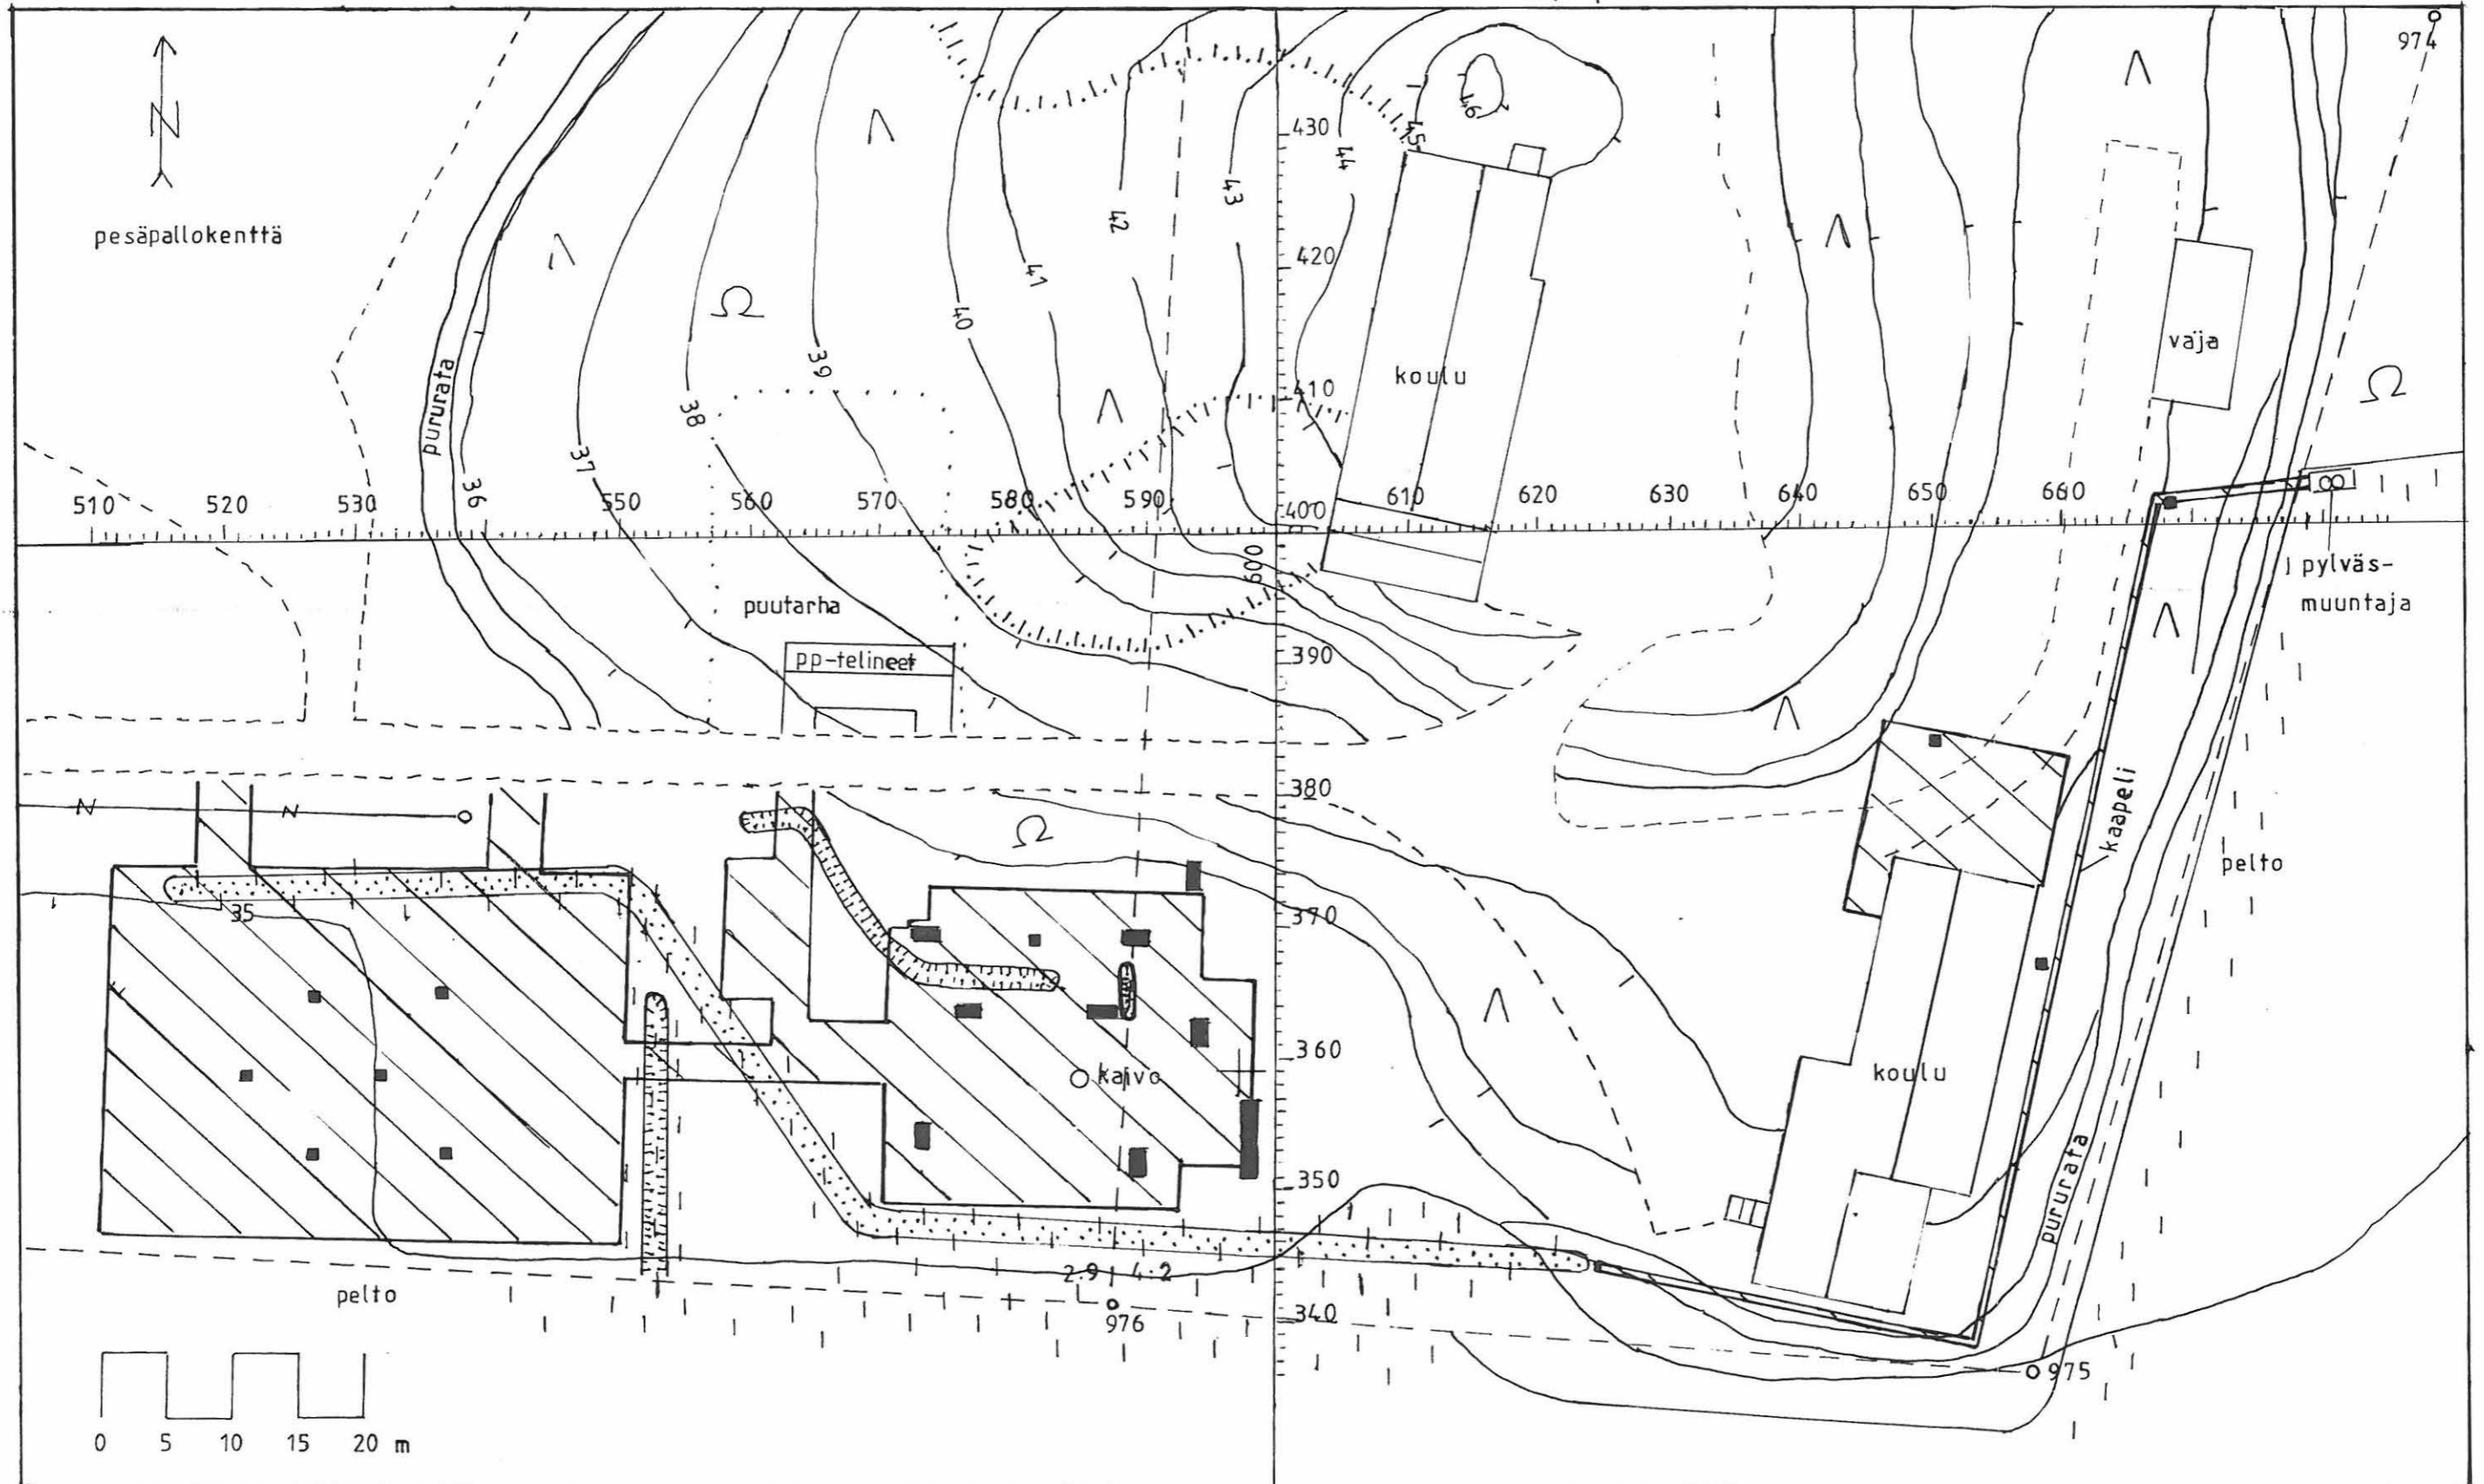 974
N
430
45
46
44
pesäpallokenttä
43
42
420
41
40
vaja
39
koulu
410
38
purურata
37
36
510 520 530 550 560 570 580 590 610 620 630 640 650 660
400
600
pylväs-
muuntaja
puutarha
pp-telineet
390
380
N N
kaapeli
pelto
35
370
360
kaivo
koulu
350
purурata
2.9 4.2
pelto
340
976
975
0 5 10 15 20 m